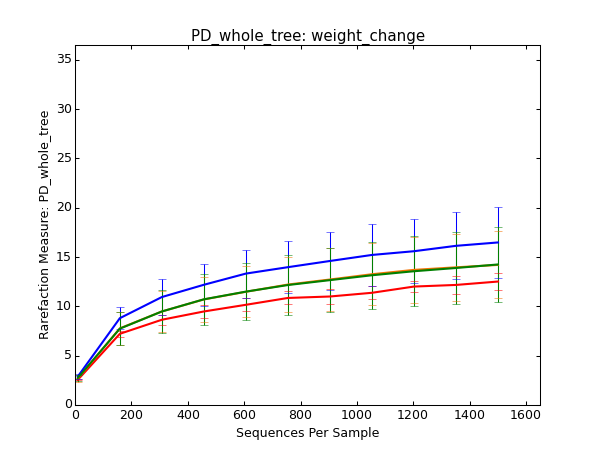 PD_whole_tree: weight_change
35
30
25
20
15
10
5
0
Rarefaction Measure: PD_whole_tree
0 200 400 600 800 1000 1200 1400 1600
Sequences Per Sample